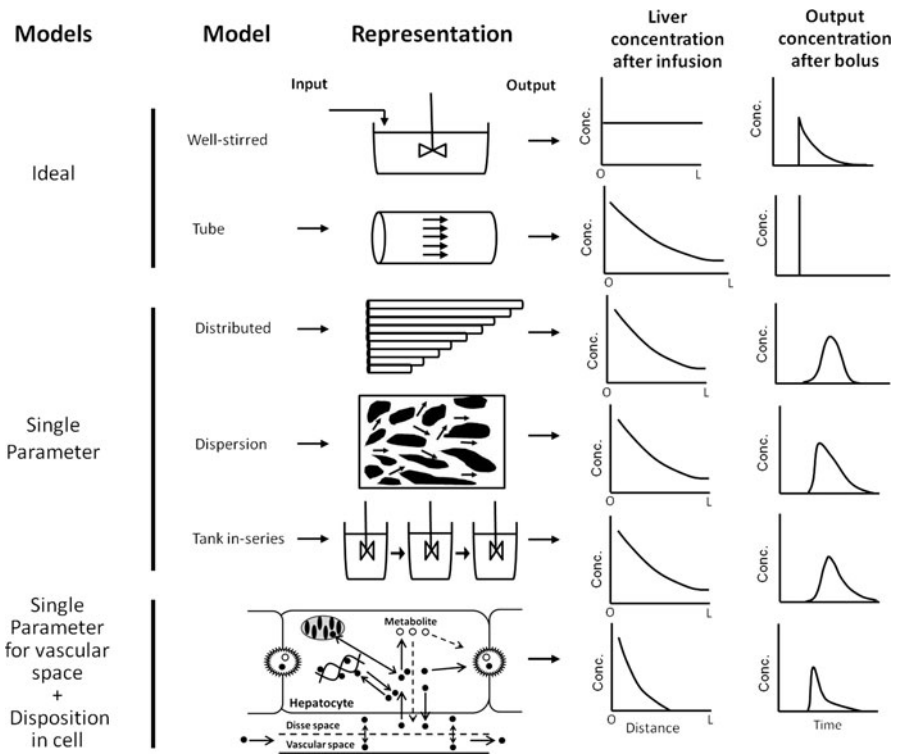 Models
Model
Representation
Liver
concentration
after infusion
Output
concentration
after bolus
Input
Output
Ideal
Well-stirred
Conc.
O
L
Conc.
Tube
Conc.
O
L
Conc.
Single
Parameter
Distributed
Conc.
O
L
Conc.
Dispersion
Conc.
O
L
Conc.
Tank in-series
Conc.
O
L
Conc.
Single
Parameter
for vascular
space
+
Disposition
in cell
Metabolite
Hepatocyte
Disse space
Vascular space
Conc.
O
Distance
L
Conc.
Time